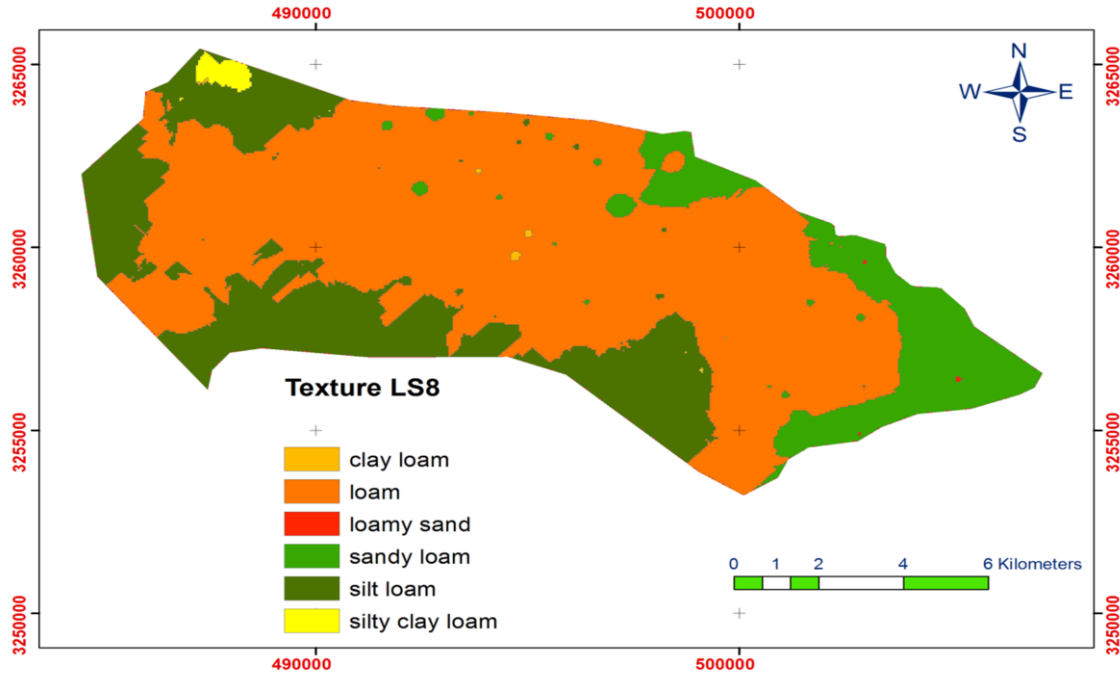 490000 500000
3265000 3265000
N
W E
S
3260000 3260000
Texture LS8
3255000 3255000
clay loam
loam
loamy sand
sandy loam
silt loam
silty clay loam
0 1 2 4 6 Kilometers
3250000 3250000
490000 500000